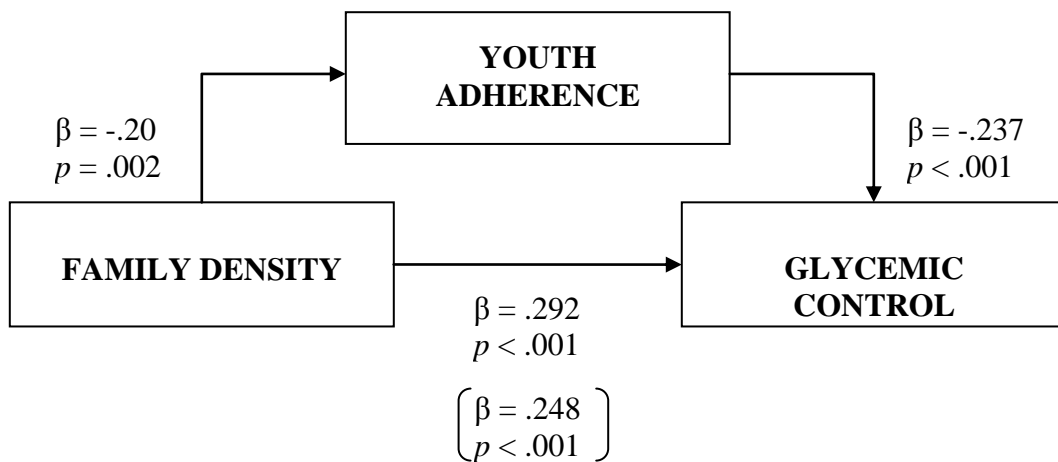 YOUTH
ADHERENCE
β = -.20
p = .002
β = -.237
p < .001
FAMILY DENSITY
GLYCEMIC
CONTROL
β = .292
p < .001
β = .248
p < .001